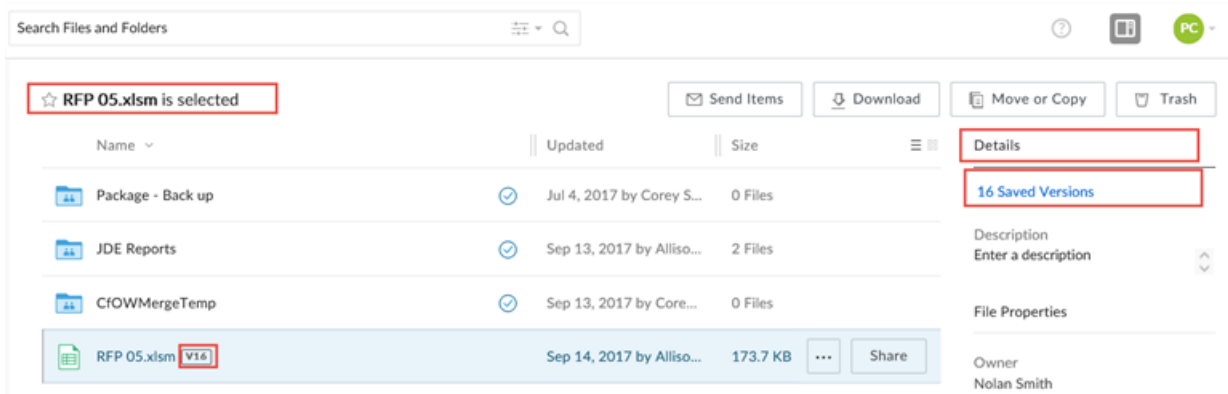 Search Files and Folders
PC
RFP 05.xlsm is selected
Send Items
Download
Move or Copy
Trash
Name
Updated
Size
Details
Package - Back up
Jul 4, 2017 by Corey S...
0 Files
16 Saved Versions
JDE Reports
Sep 13, 2017 by Alliso...
2 Files
Description
Enter a description
CfOWMergeTemp
Sep 13, 2017 by Core...
0 Files
File Properties
RFP 05.xlsm V16
Sep 14, 2017 by Alliso...
173.7 KB
...
Share
Owner
Nolan Smith